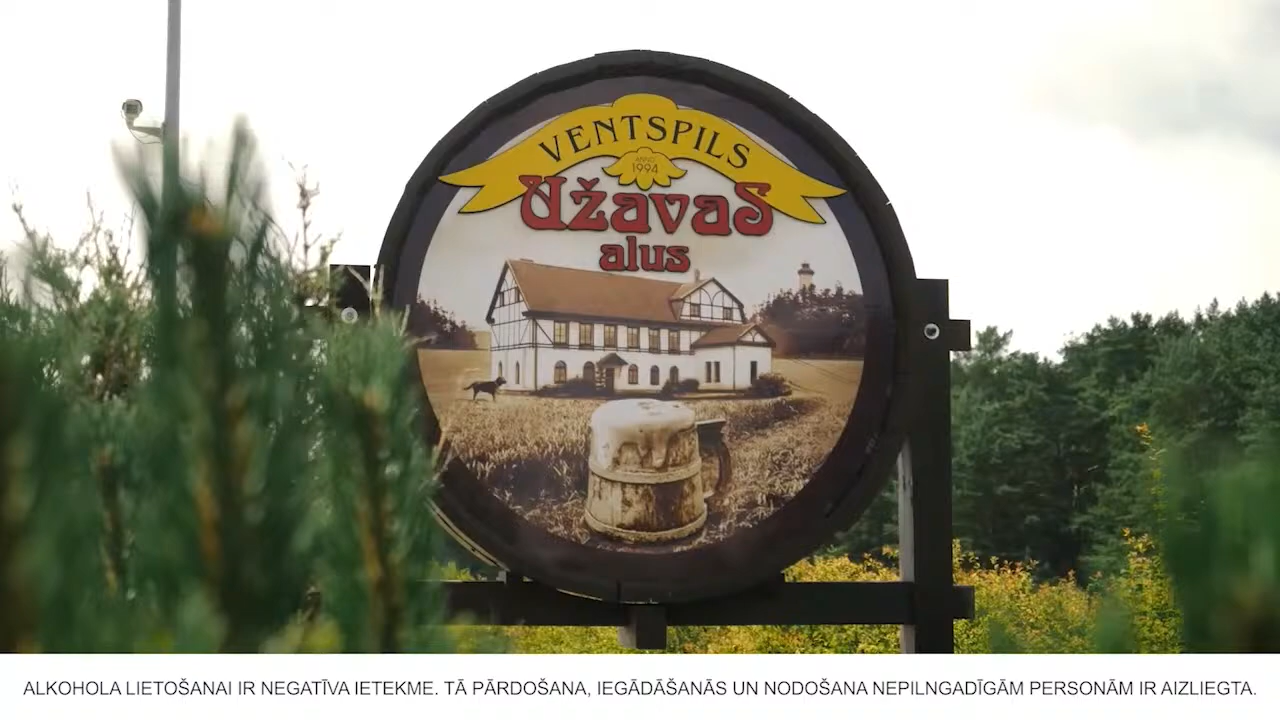 VENTSPILS
ANNO
1994
Užavas
alus
ALKOHOLA LIETOŠANAI IR NEGATĪVA IETEKME. TĀ PĀRDOŠANA, IEGĀDĀŠANĀS UN NODOŠANA NEPILNGADĪGĀM PERSONĀM IR AIZLIEGTA.